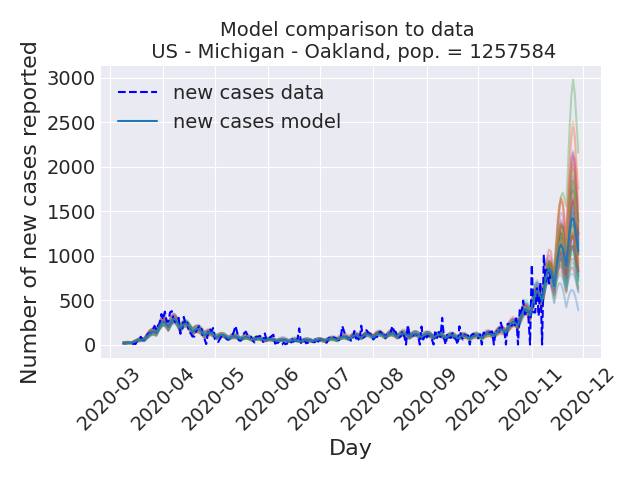 Model comparison to data
US - Michigan - Oakland, pop. = 1257584
Number of new cases reported
3000
2500
2000
1500
1000
500
0
new cases data
new cases model
2020-03
2020-04
2020-05
2020-06
2020-07
2020-08
2020-09
2020-10
2020-11
2020-12
Day